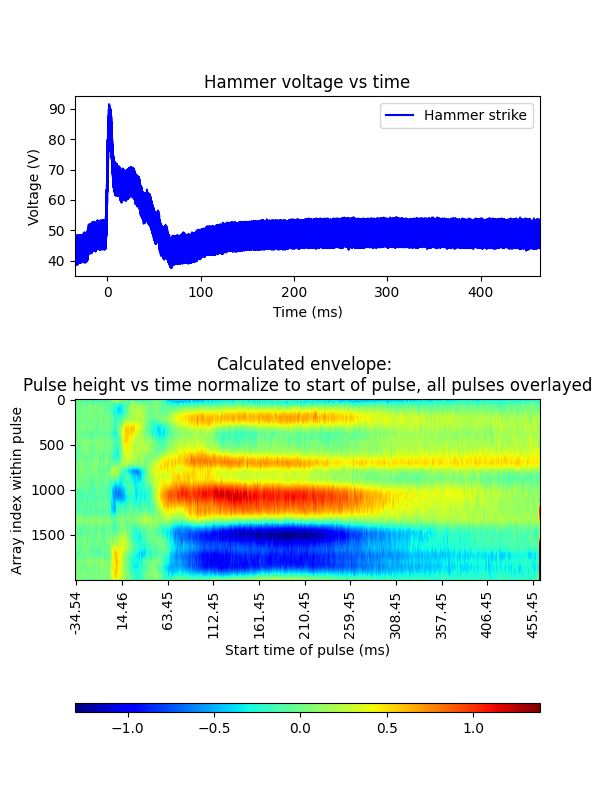 Hammer voltage vs time
90
80
70
60
50
40
Voltage (V)
Hammer strike
0 100 200 300 400
Time (ms)
Calculated envelope:
Pulse height vs time normalize to start of pulse, all pulses overlayed
0
500
1000
1500
Array index within pulse
-34.54 14.46 63.45 112.45 161.45 210.45 259.45 308.45 357.45 406.45 455.45
Start time of pulse (ms)
−1.0 −0.5 0.0 0.5 1.0